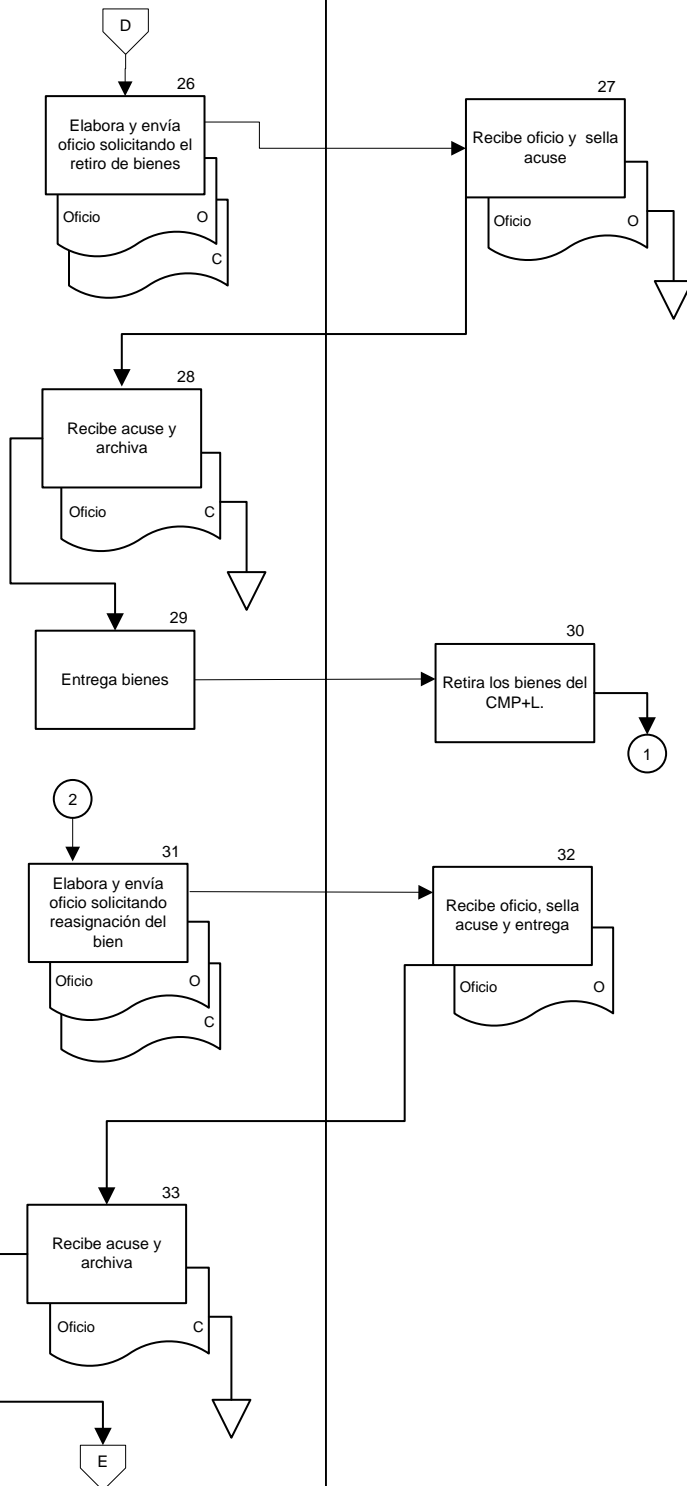 D
26
Elabora y envía
oficio solicitando el
retiro de bienes
Oficio O
C
27
Recibe oficio y sella
acuse
Oficio O
28
Recibe acuse y
archiva
Oficio C
29
Entrega bienes
30
Retira los bienes del
CMP+L.
1
2
31
Elabora y envía
oficio solicitando
reasignación del
bien
Oficio O
C
32
Recibe oficio, sella
acuse y entrega
Oficio O
33
Recibe acuse y
archiva
Oficio C
E